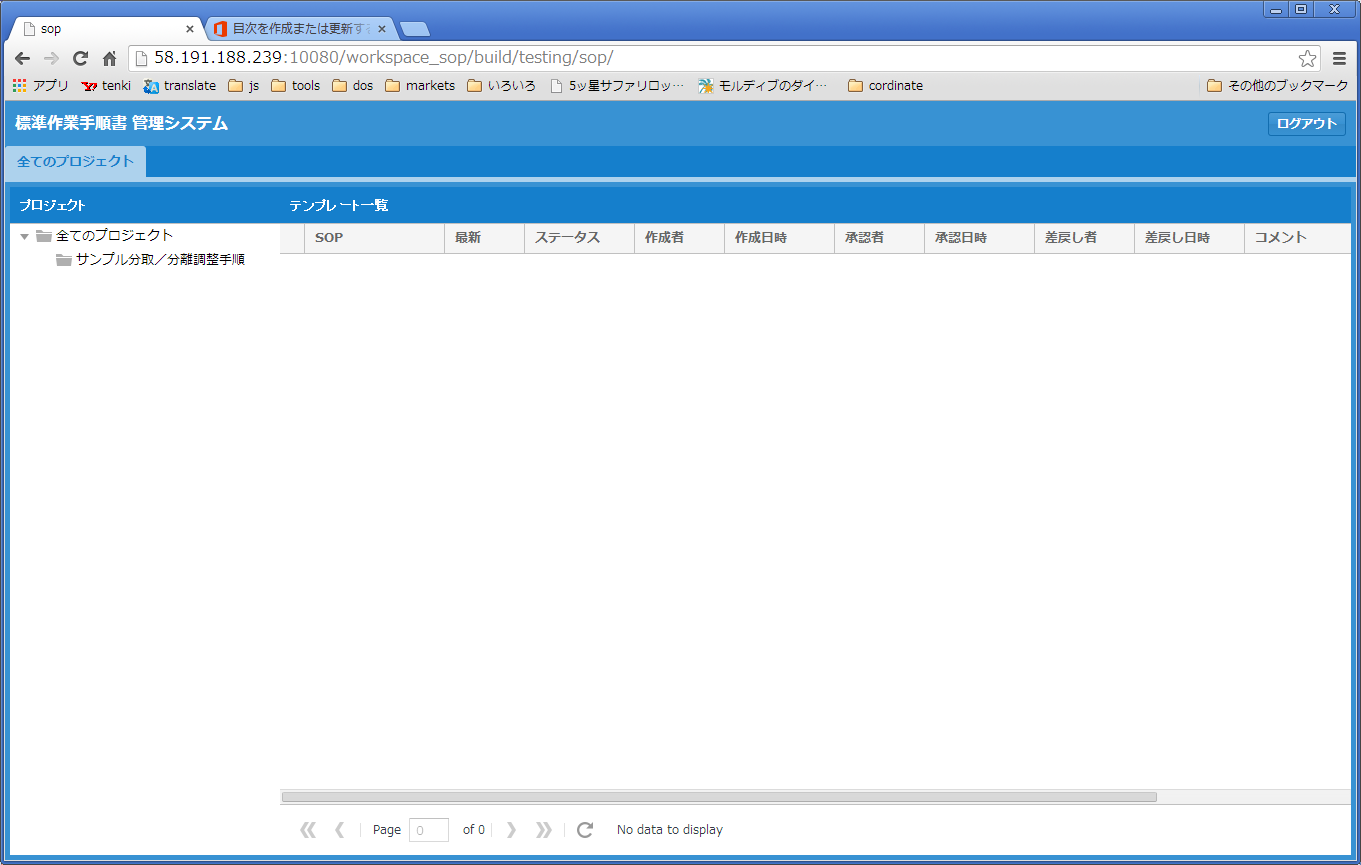 sop
目次を作成または更新す
58.191.188.239:10080/workspace_sop/build/testing/sop/
アプリ tenki translate js tools dos markets いろいろ 5ッ星サファリロッ… モルディブのダイ… cordinate その他のブックマーク
標準作業手順書 管理システム ログアウト
全てのプロジェクト
プロジェクト テンプレート一覧
SOP 最新 ステータス 作成者 作成日時 承認者 承認日時 差戻し者 差戻し日時 コメント
全てのプロジェクト
サンプル分取／分離調整手順
Page 0 of 0 No data to display